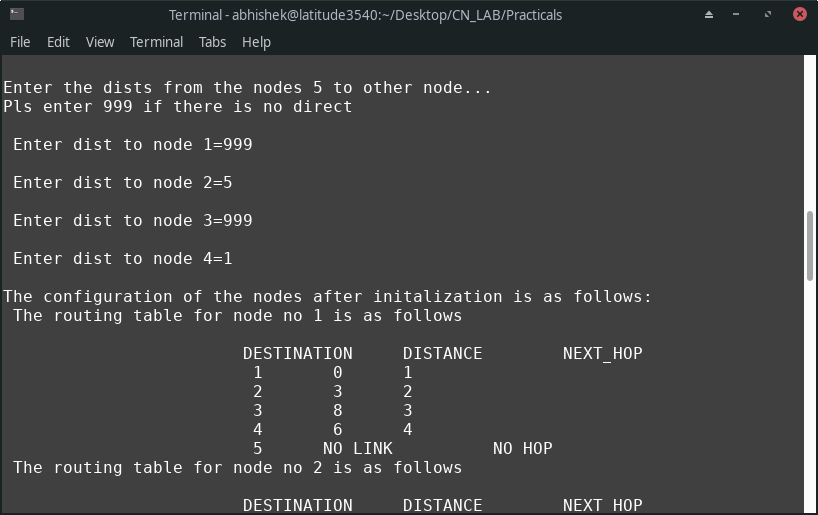 Terminal - abhishek@latitude3540:~/Desktop/CN_LAB/Practicals
File Edit View Terminal Tabs Help
Enter the dists from the nodes 5 to other node...
Pls enter 999 if there is no direct
Enter dist to node 1=999
Enter dist to node 2=5
Enter dist to node 3=999
Enter dist to node 4=1
The configuration of the nodes after initalization is as follows:
The routing table for node no 1 is as follows
DESTINATION DISTANCE NEXT_HOP
1 0 1
2 3 2
3 8 3
4 6 4
5 NO LINK NO HOP
The routing table for node no 2 is as follows
DESTINATION DISTANCE NEXT HOP